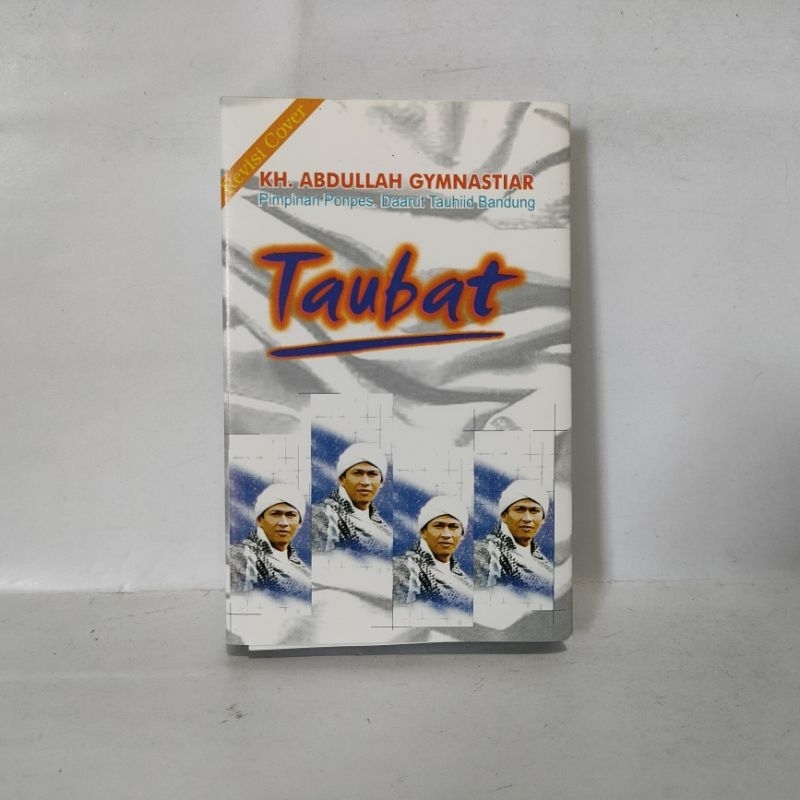 Revisi Cover
KH. ABDULLAH GYMNASTIAR
Pimpinan Ponpes. Daarut Tauhiid Bandung
Taubat